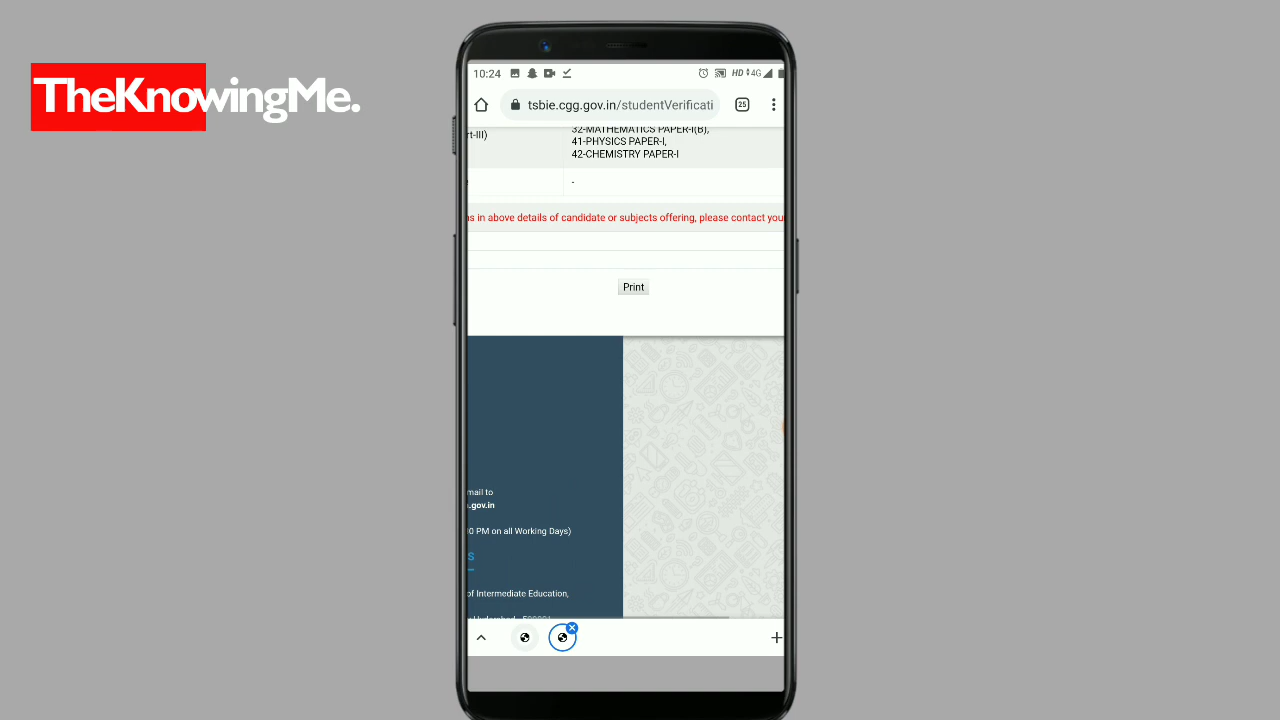 TheKnowingMe.
10:24
HD 4G
tsbie.cgg.gov.in/studentVerificati
25
rt-III)
32-MATHEMATICS PAPER-I(B),
41-PHYSICS PAPER-I,
42-CHEMISTRY PAPER-I
-
ns in above details of candidate or subjects offering, please contact your
Print
mail to
.gov.in
0 PM on all Working Days)
S
of Intermediate Education,